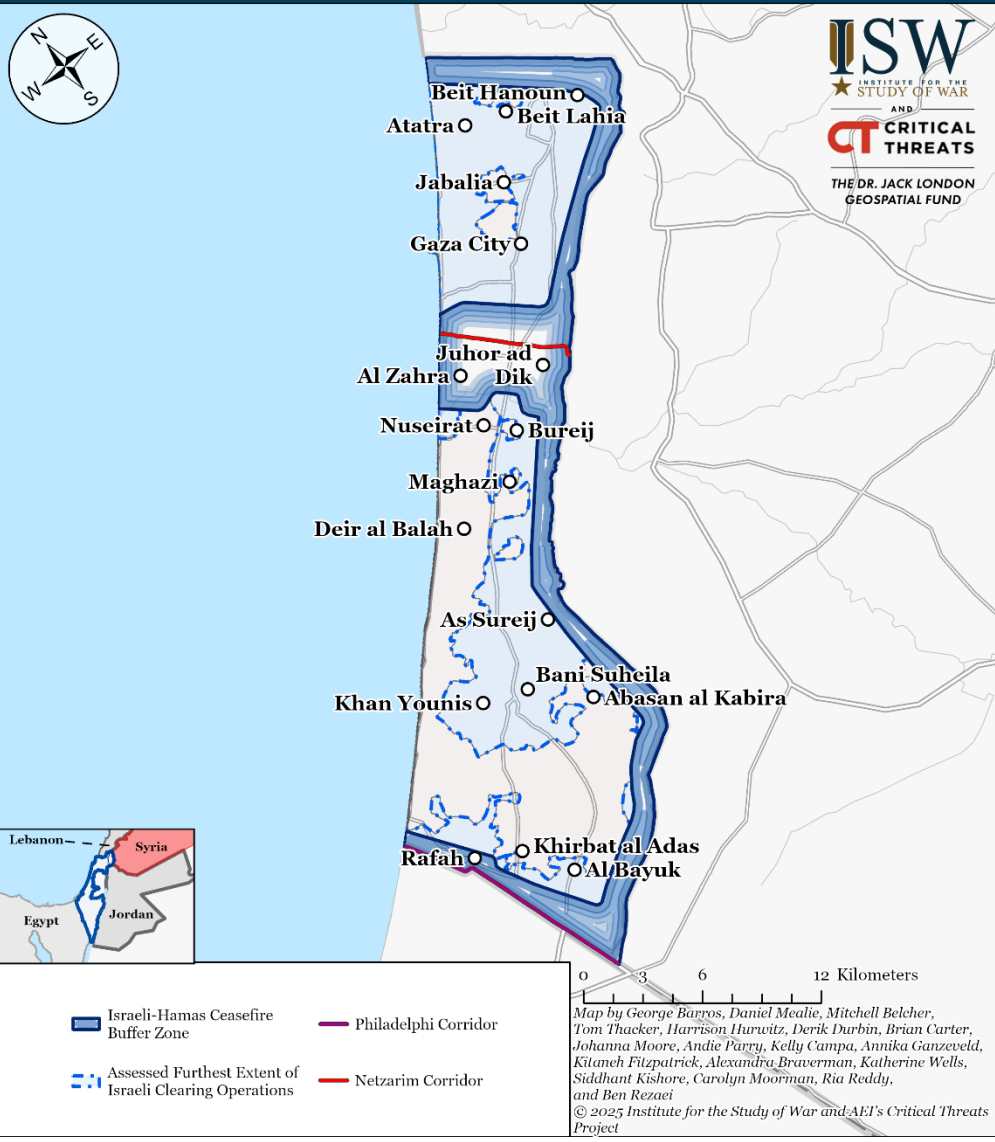 N
E
W
S
ISW
INSTITUTE FOR THE
STUDY OF WAR
AND
CT CRITICAL
THREATS
THE DR. JACK LONDON
GEOSPATIAL FUND
Beit Hanoun
Beit Lahia
Atatra
Jabalia
Gaza City
Juhor ad
Dik
Al Zahra
Nuseirat
Bureij
Maghazi
Deir al Balah
As Sureij
Bani Suheila
Abasan al Kabira
Khan Younis
Khirbat al Adas
Rafah
Al Bayuk
Lebanon
Syria
Egypt
Jordan
0 3 6 12 Kilometers
Israeli-Hamas Ceasefire
Buffer Zone
Assessed Furthest Extent of
Israeli Clearing Operations
Philadelphi Corridor
Netzarim Corridor
Map by George Barros, Daniel Mealie, Mitchell Belcher,
Tom Thacker, Harrison Hurwitz, Derik Durbin, Brian Carter,
Johanna Moore, Andie Parry, Kelly Campa, Annika Ganzeveld,
Kitaneh Fitzpatrick, Alexandra Braverman, Katherine Wells,
Siddhant Kishore, Carolyn Moorman, Ria Reddy,
and Ben Rezaei
© 2025 Institute for the Study of War and AEI's Critical Threats
Project